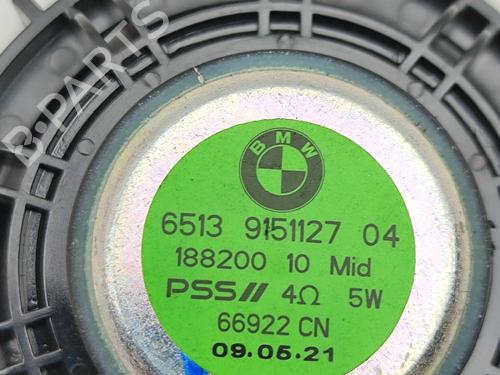 B-PARTS
BMW
6513 9151127 04
188200 10 Mid
PSS// 4Ω 5W
66922 CN
09.05.21